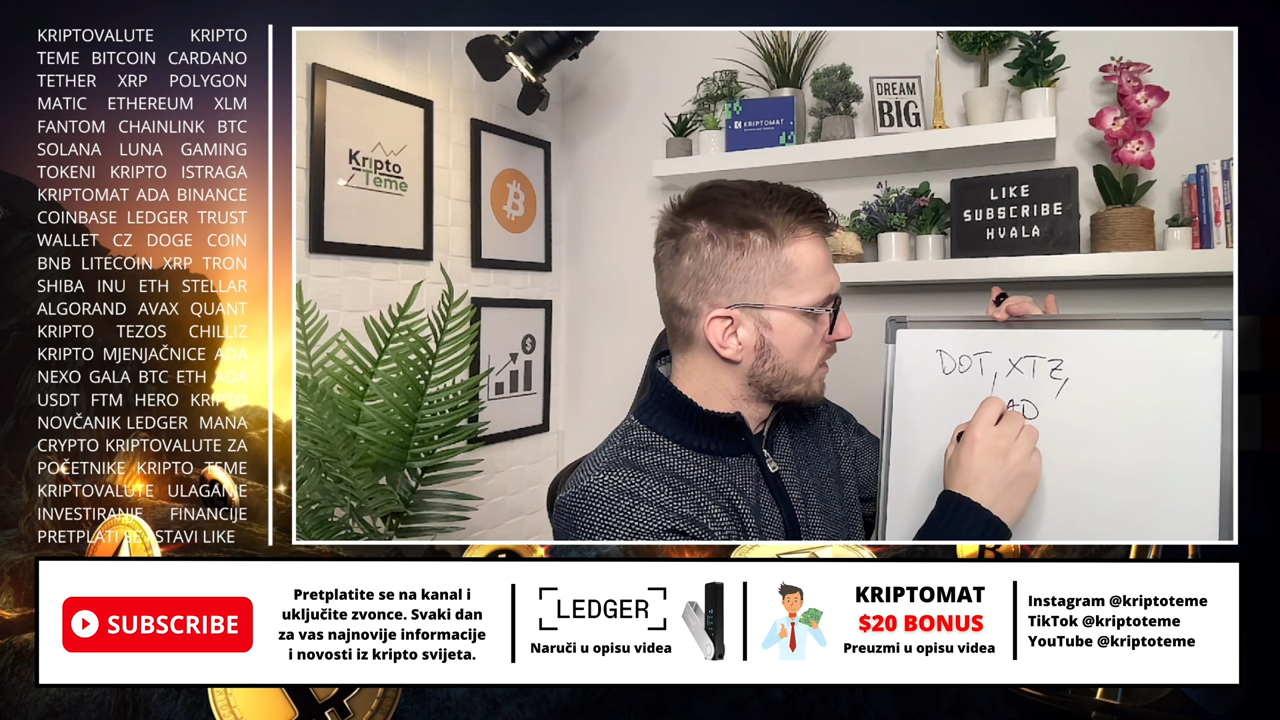 KRIPTOVALUTE KRIPTO
TEME BITCOIN CARDANO
TETHER XRP POLYGON
MATIC ETHEREUM XLM
FANTOM CHAINLINK BTC
SOLANA LUNA GAMING
TOKENI KRIPTO ISTRAGA
KRIPTOMAT ADA BINANCE
COINBASE LEDGER TRUST
WALLET CZ DOGE COIN
BNB LITECOIN XRP TRON
SHIBA INU ETH STELLAR
ALGORAND AVAX QUANT
KRIPTO TEZOS CHILLIZ
KRIPTO MJENJAČNICE ADA
NEXO GALA BTC ETH ADA
USDT FTM HERO KRIPTO
NOVČANIK LEDGER MANA
CRYPTO KRIPTOVALUTE ZA
POČETNIKE KRIPTO TEME
KRIPTOVALUTE ULAGANJE
INVESTIRANJE FINANCIJE
PRETPLATI SE I STAVI LIKE
Kripto
Teme
KRIPTOMAT
DREAM
BIG
LIKE
SUBSCRIBE
HVALA
DOT, XTZ,
AD
SUBSCRIBE
Pretplatite se na kanal i
uključite zvonce. Svaki dan
za vas najnovije informacije
i novosti iz kripto svijeta.
LEDGER
Naruči u opisu videa
KRIPTOMAT
$20 BONUS
Preuzmi u opisu videa
Instagram @kriptoteme
TikTok @kriptoteme
YouTube @kriptoteme